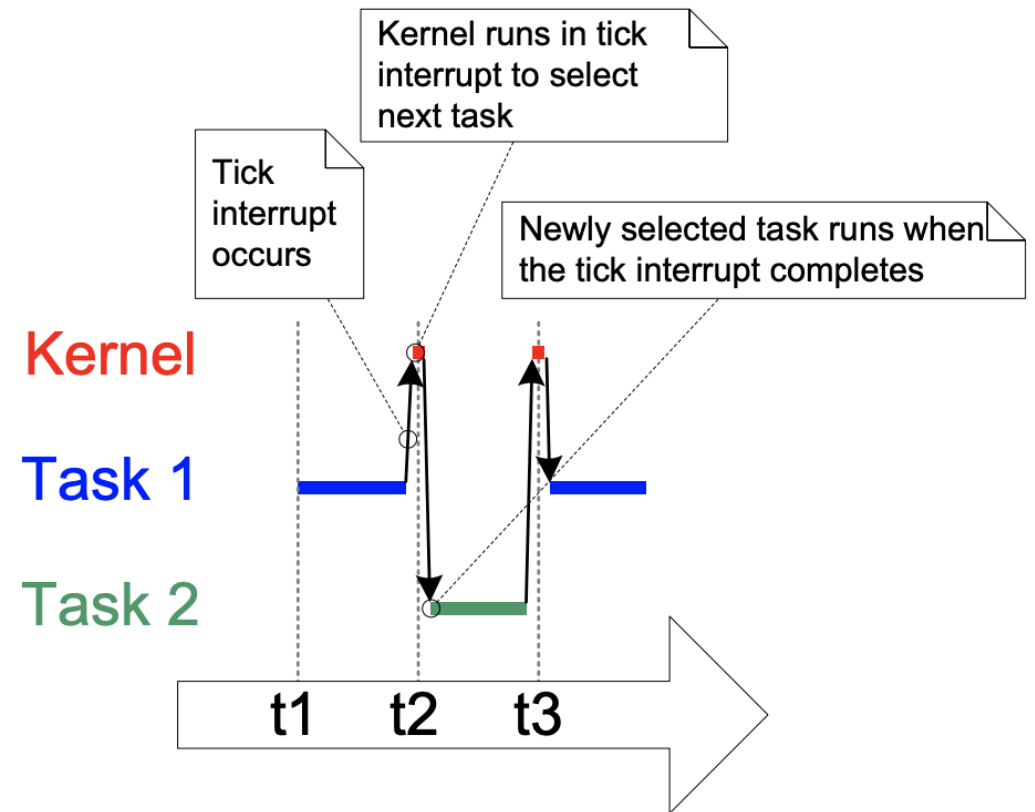 Kernel runs in tick
interrupt to select
next task
Tick
interrupt
occurs
Newly selected task runs when
the tick interrupt completes
Kernel
Task 1
Task 2
t1 t2 t3